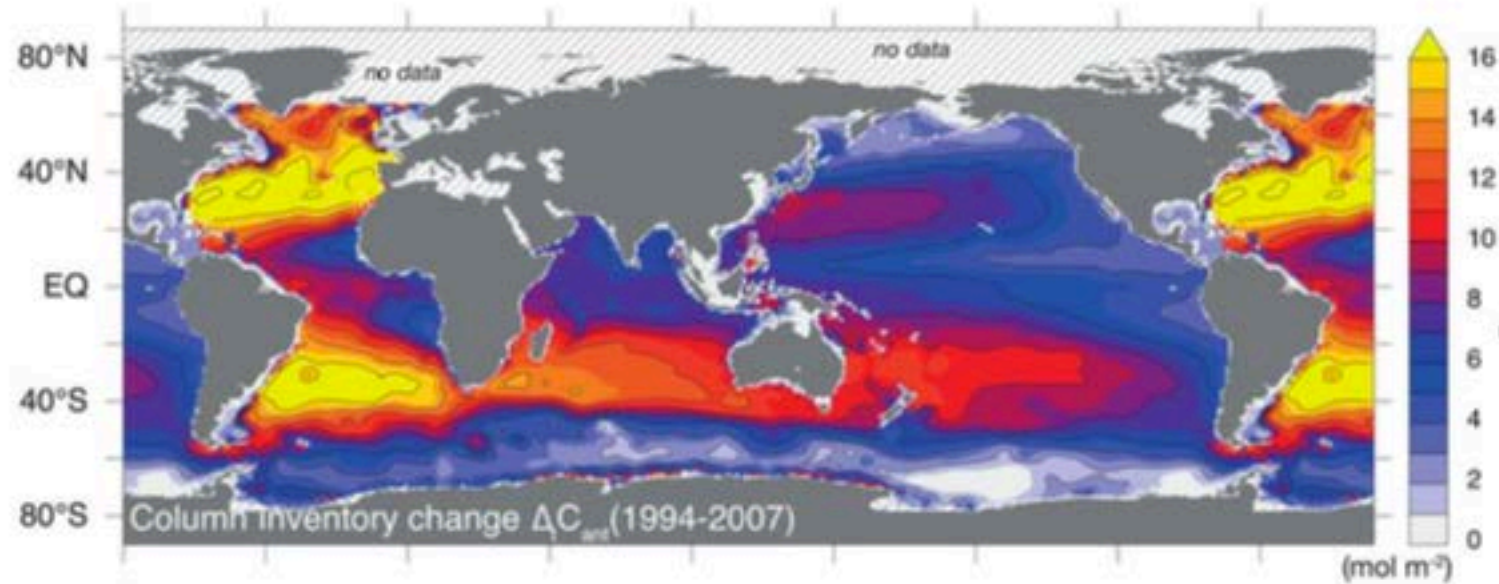 no data
no data
80°N
40°N
EQ
40°S
80°S
Column inventory change ΔtCant(1994-2007)
16
14
12
10
8
6
4
2
0
(mol m⁻²)